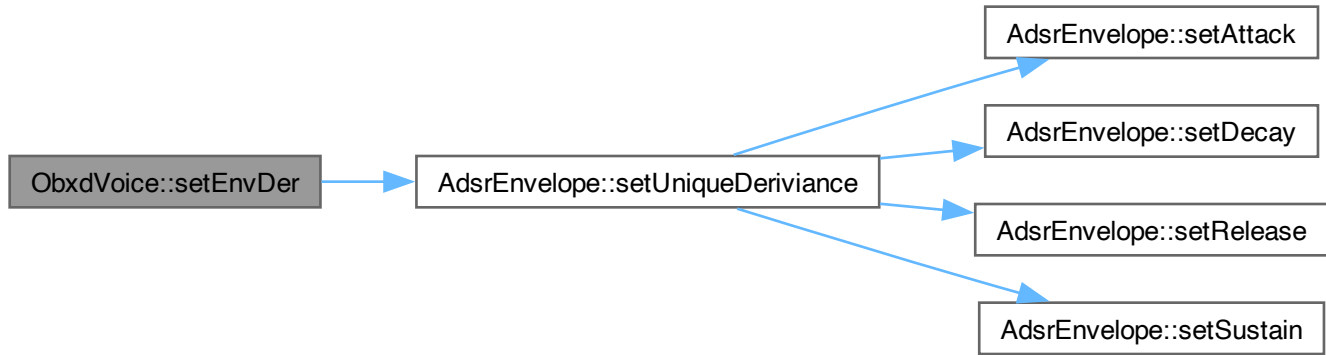 ObxdVoice::setEnvDer
AdsrEnvelope::setUniqueDeriviance
AdsrEnvelope::setAttack
AdsrEnvelope::setDecay
AdsrEnvelope::setRelease
AdsrEnvelope::setSustain